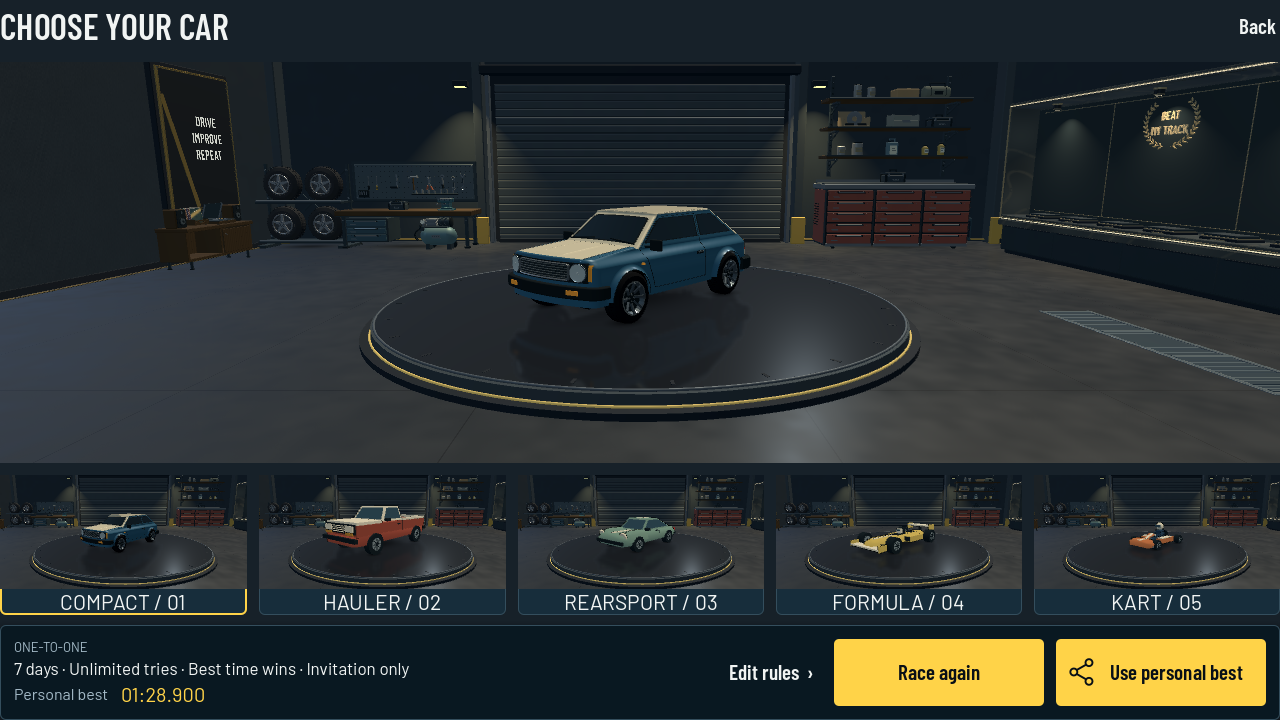 CHOOSE YOUR CAR
Back
DRIVE
IMPROVE
REPEAT
BEAT
MY TRACK
COMPACT / 01
HAULER / 02
REARSPORT / 03
FORMULA / 04
KART / 05
ONE-TO-ONE
7 days · Unlimited tries · Best time wins · Invitation only
Personal best 01:28.900
Edit rules ›
Race again
Use personal best